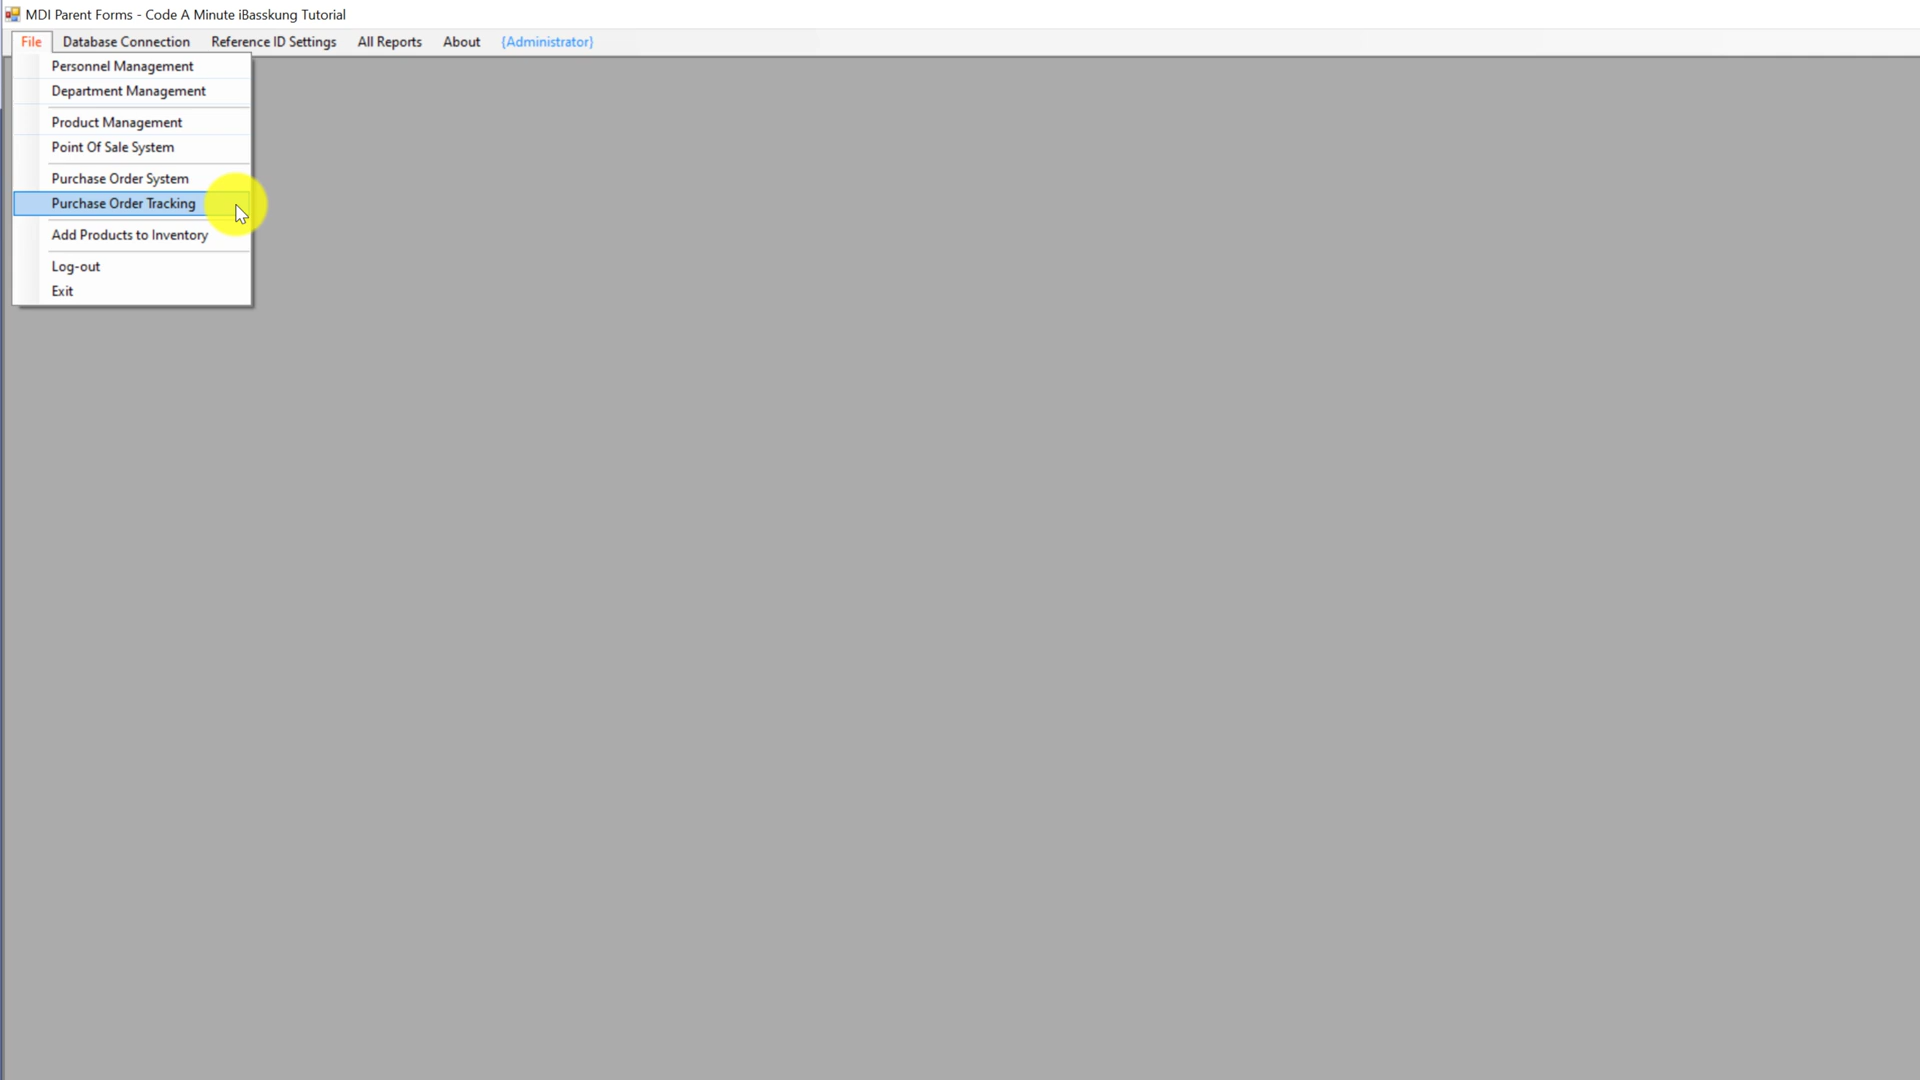 MDI Parent Forms - Code A Minute iBasskung Tutorial
File Database Connection Reference ID Settings All Reports About {Administrator}
Personnel Management
Department Management
Product Management
Point Of Sale System
Purchase Order System
Purchase Order Tracking
Add Products to Inventory
Log-out
Exit